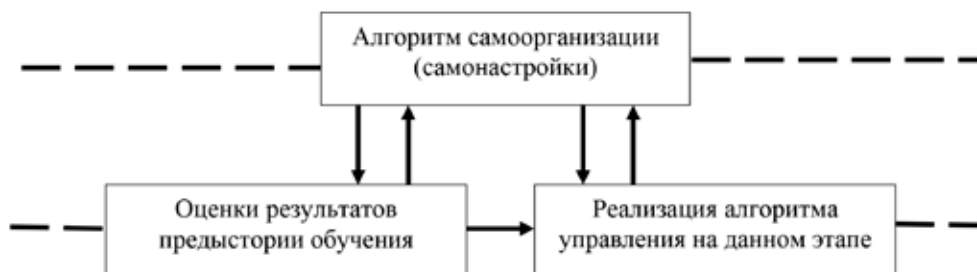 Алгоритм самоорганизации
(самонастройки)
Оценки результатов
предыстории обучения
Реализация алгоритма
управления на данном этапе